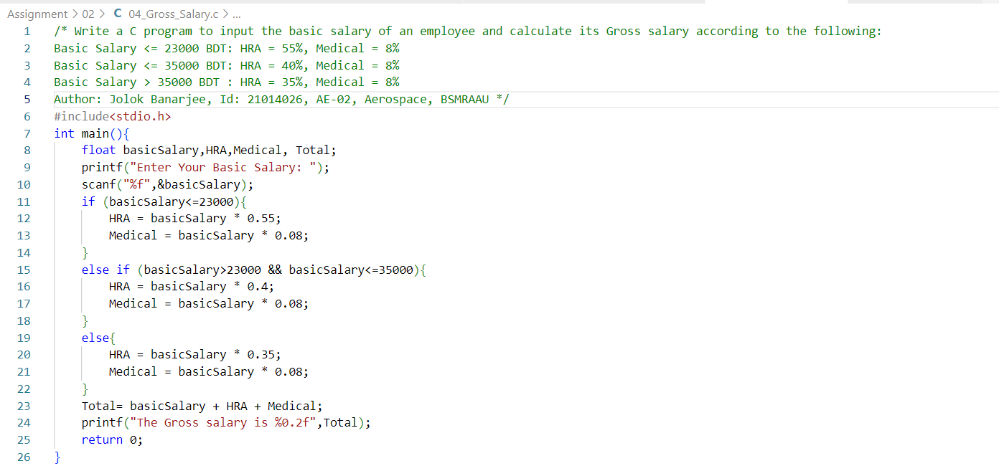 Assignment > 02 > C 04_Gross_Salary.c > ...
1 /* Write a C program to input the basic salary of an employee and calculate its Gross salary according to the following:
2 Basic Salary <= 23000 BDT: HRA = 55%, Medical = 8%
3 Basic Salary <= 35000 BDT: HRA = 40%, Medical = 8%
4 Basic Salary > 35000 BDT : HRA = 35%, Medical = 8%
5 Author: Jolok Banarjee, Id: 21014026, AE-02, Aerospace, BSMRAAU */
6 #include<stdio.h>
7 int main(){
8     float basicSalary,HRA,Medical, Total;
9     printf("Enter Your Basic Salary: ");
10     scanf("%f",&basicSalary);
11     if (basicSalary<=23000){
12         HRA = basicSalary * 0.55;
13         Medical = basicSalary * 0.08;
14     }
15     else if (basicSalary>23000 && basicSalary<=35000){
16         HRA = basicSalary * 0.4;
17         Medical = basicSalary * 0.08;
18     }
19     else{
20         HRA = basicSalary * 0.35;
21         Medical = basicSalary * 0.08;
22     }
23     Total= basicSalary + HRA + Medical;
24     printf("The Gross salary is %0.2f",Total);
25     return 0;
26 }